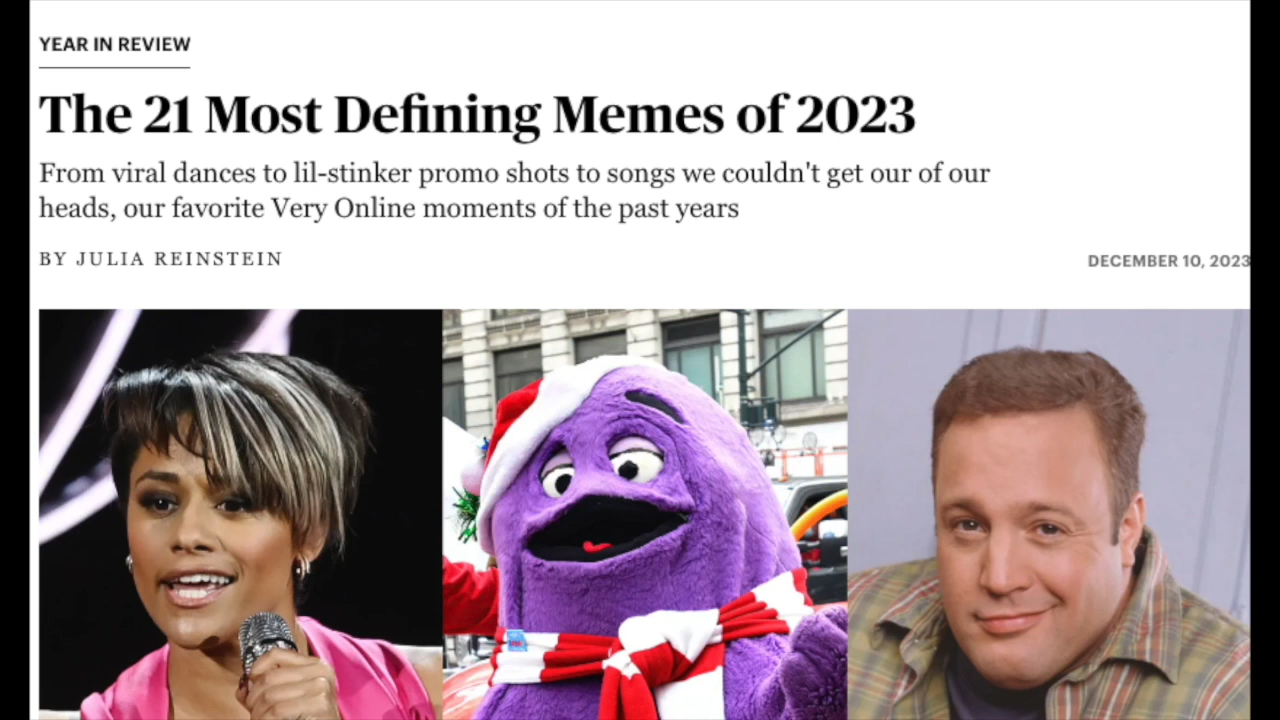 YEAR IN REVIEW
The 21 Most Defining Memes of 2023
From viral dances to lil-stinker promo shots to songs we couldn't get our of our
heads, our favorite Very Online moments of the past years
BY JULIA REINSTEIN
DECEMBER 10, 2023